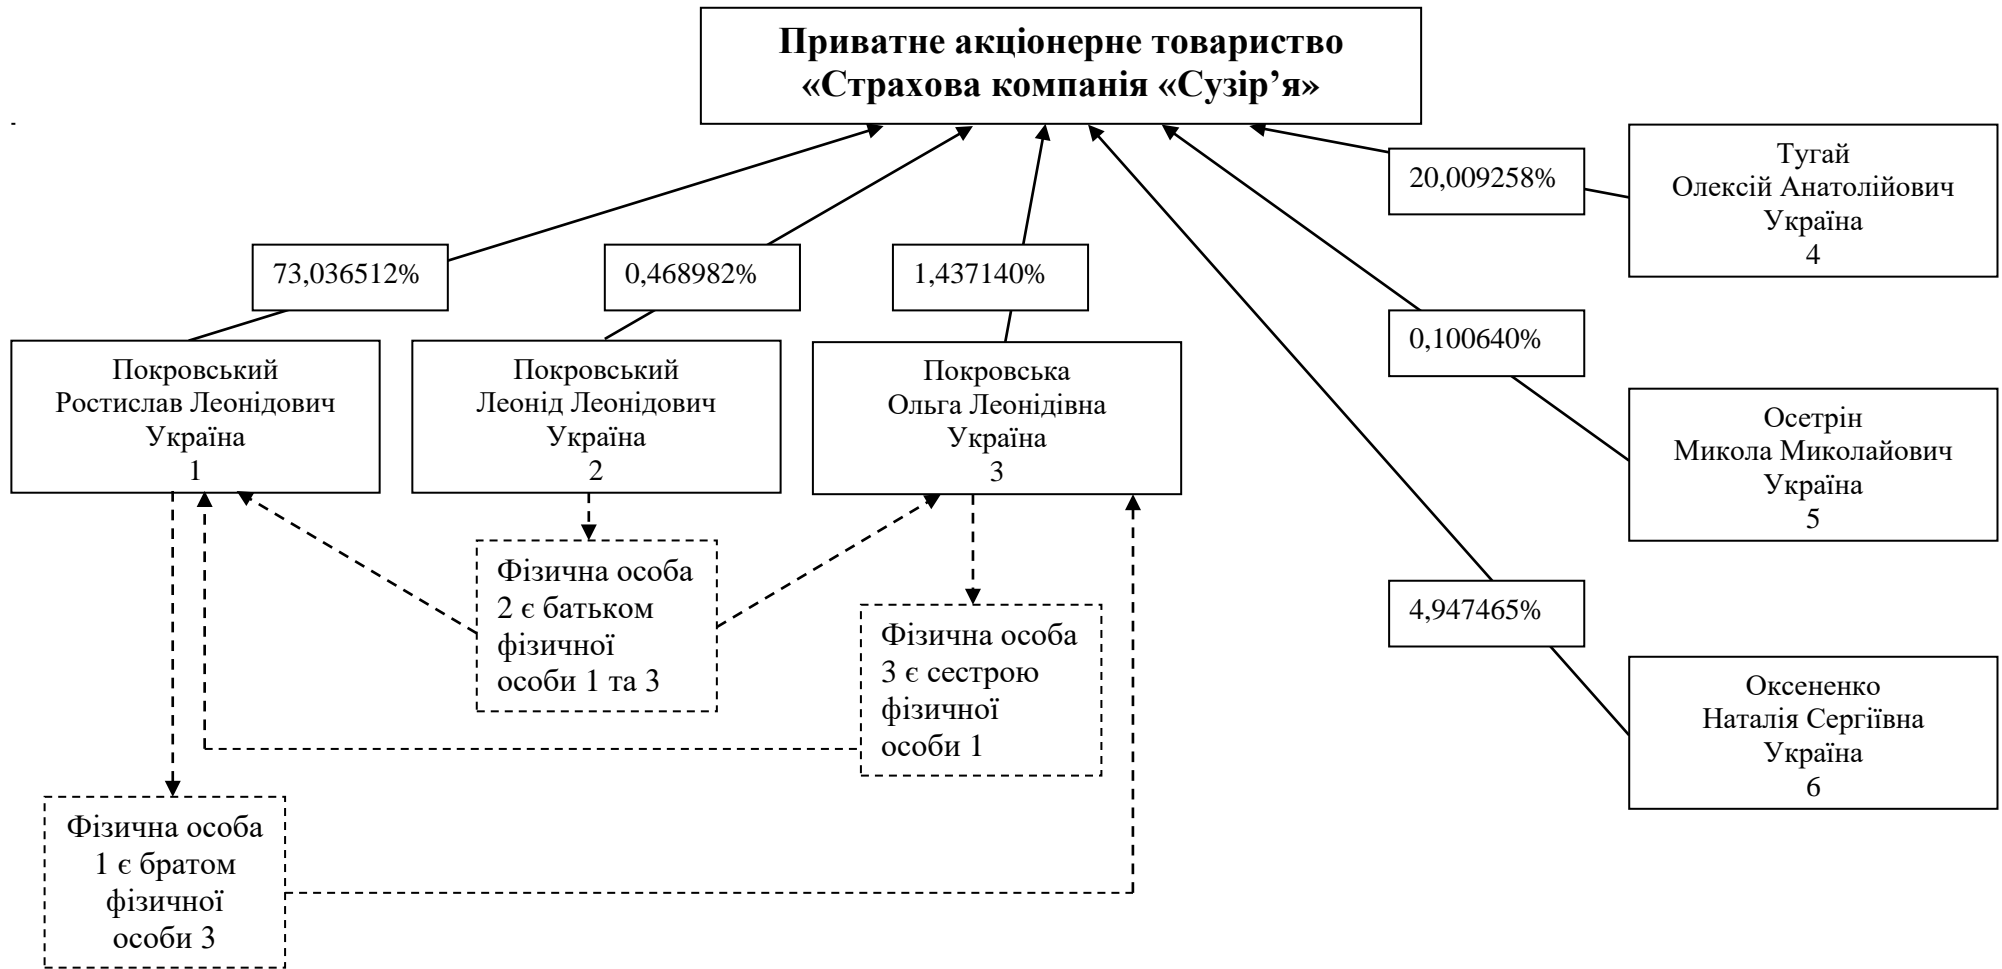 Приватне акціонерне товариство
«Страхова компанія «Сузір’я»
-
Тугай
Олексій Анатолійович
Україна
4
20,009258%
73,036512%
0,468982%
1,437140%
0,100640%
Покровський
Ростислав Леонідович
Україна
1
Покровський
Леонід Леонідович
Україна
2
Покровська
Ольга Леонідівна
Україна
3
Осетрін
Микола Миколайович
Україна
5
Фізична особа
2 є батьком
фізичної
особи 1 та 3
Фізична особа
3 є сестрою
фізичної
особи 1
4,947465%
Оксененко
Наталія Сергіївна
Україна
6
Фізична особа
1 є братом
фізичної
особи 3